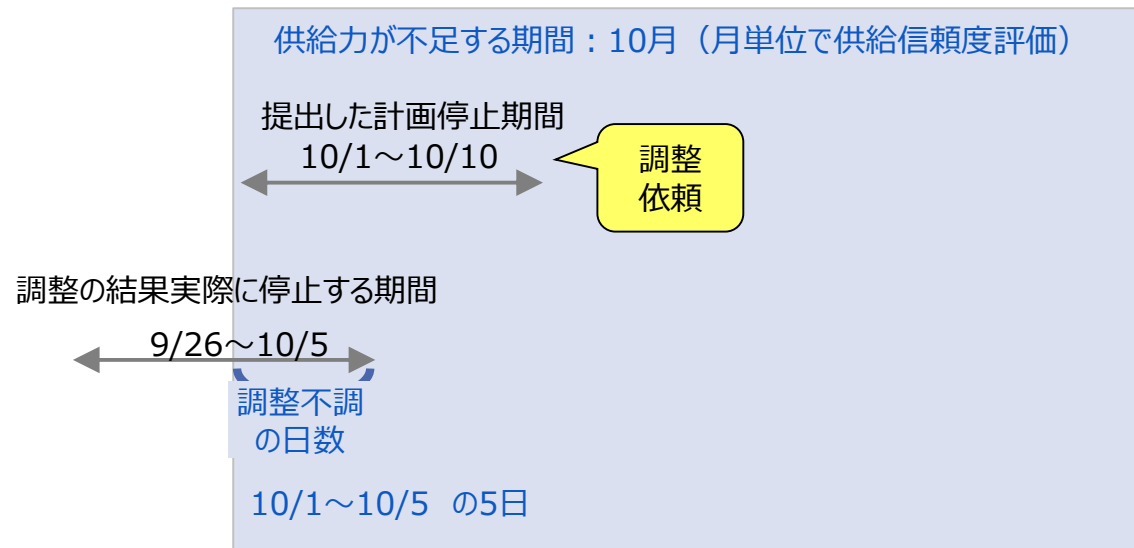 供給力が不足する期間：10月（月単位で供給信頼度評価）
提出した計画停止期間
10/1～10/10
調整
依頼
調整の結果実際に停止する期間
9/26～10/5
調整不調
の日数
10/1～10/5 の5日